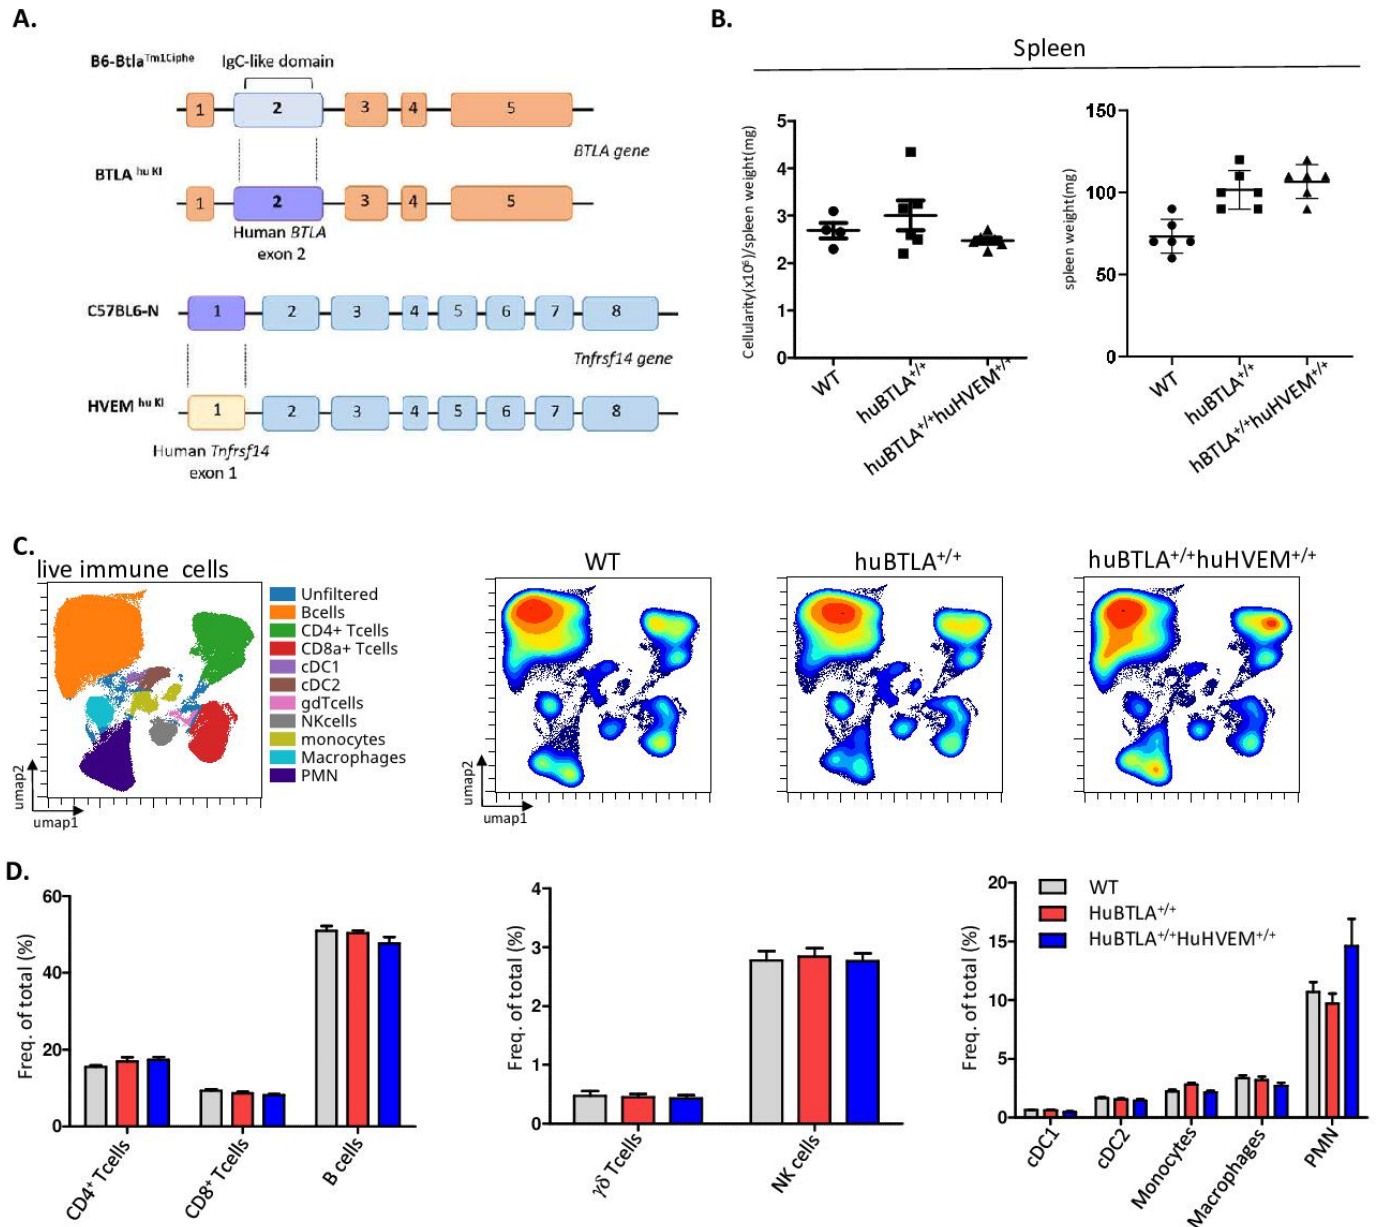 A.
B6-Btla^Tm1Ciphe
IgC-like domain
1 2 3 4 5
BTLA gene
BTLA hu KI
1 2 3 4 5
Human BTLA
exon 2
C57BL6-N
1 2 3 4 5 6 7 8
Tnfrsf14 gene
HVEM hu KI
1 2 3 4 5 6 7 8
Human Tnfrsf14
exon 1
B.
Spleen
Cellularity(x10⁶)/spleen weight(mg)
5
4
3
2
1
0
WT
huBTLA+/+
huBTLA+/+huHVEM+/+
spleen weight(mg)
150
100
50
0
WT
huBTLA+/+
hBTLA+/+huHVEM+/+
C.
live immune cells
Unfiltered
Bcells
CD4+ Tcells
CD8a+ Tcells
cDC1
cDC2
gdTcells
NKcells
monocytes
Macrophages
PMN
umap2
umap1
WT
huBTLA+/+
huBTLA+/+huHVEM+/+
umap2
umap1
D.
Freq. of total (%)
60
40
20
0
CD4+ Tcells
CD8+ Tcells
B cells
Freq. of total (%)
4
3
2
1
0
γδ Tcells
NK cells
Freq. of total (%)
20
15
10
5
0
WT
HuBTLA+/+
HuBTLA+/+HuHVEM+/+
cDC1
cDC2
Monocytes
Macrophages
PMN